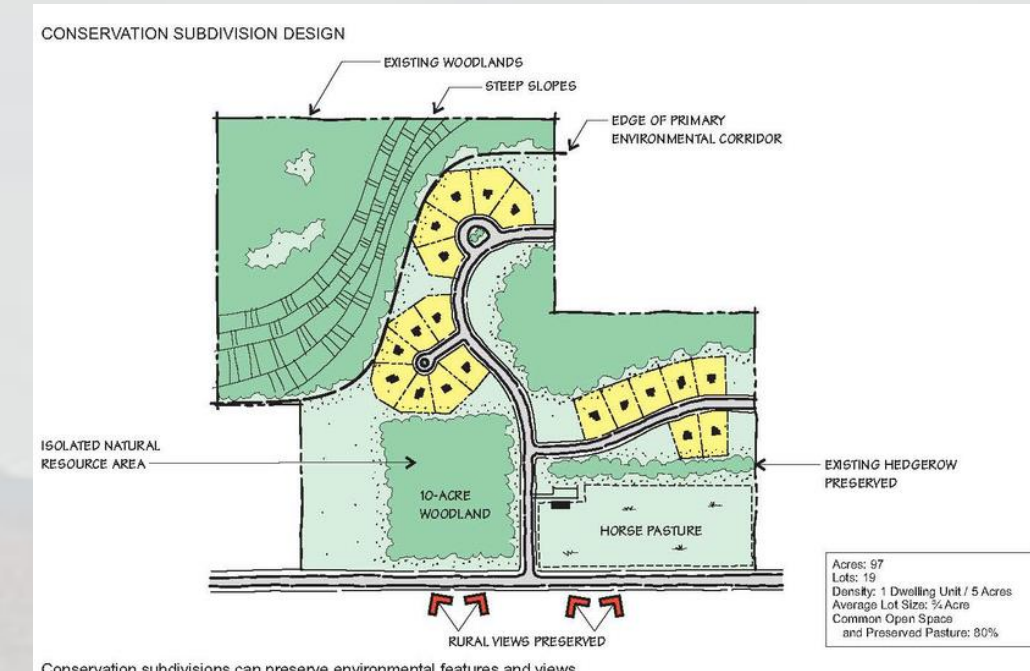 CONSERVATION SUBDIVISION DESIGN
EXISTING WOODLANDS
STEEP SLOPES
EDGE OF PRIMARY
ENVIRONMENTAL CORRIDOR
ISOLATED NATURAL
RESOURCE AREA
10-ACRE
WOODLAND
EXISTING HEDGEROW
PRESERVED
HORSE PASTURE
RURAL VIEWS PRESERVED
Acres: 97
Lots: 19
Density: 1 Dwelling Unit / 5 Acres
Average Lot Size: ¾ Acre
Common Open Space
and Preserved Pasture: 80%
Conservation subdivisions can preserve environmental features and views